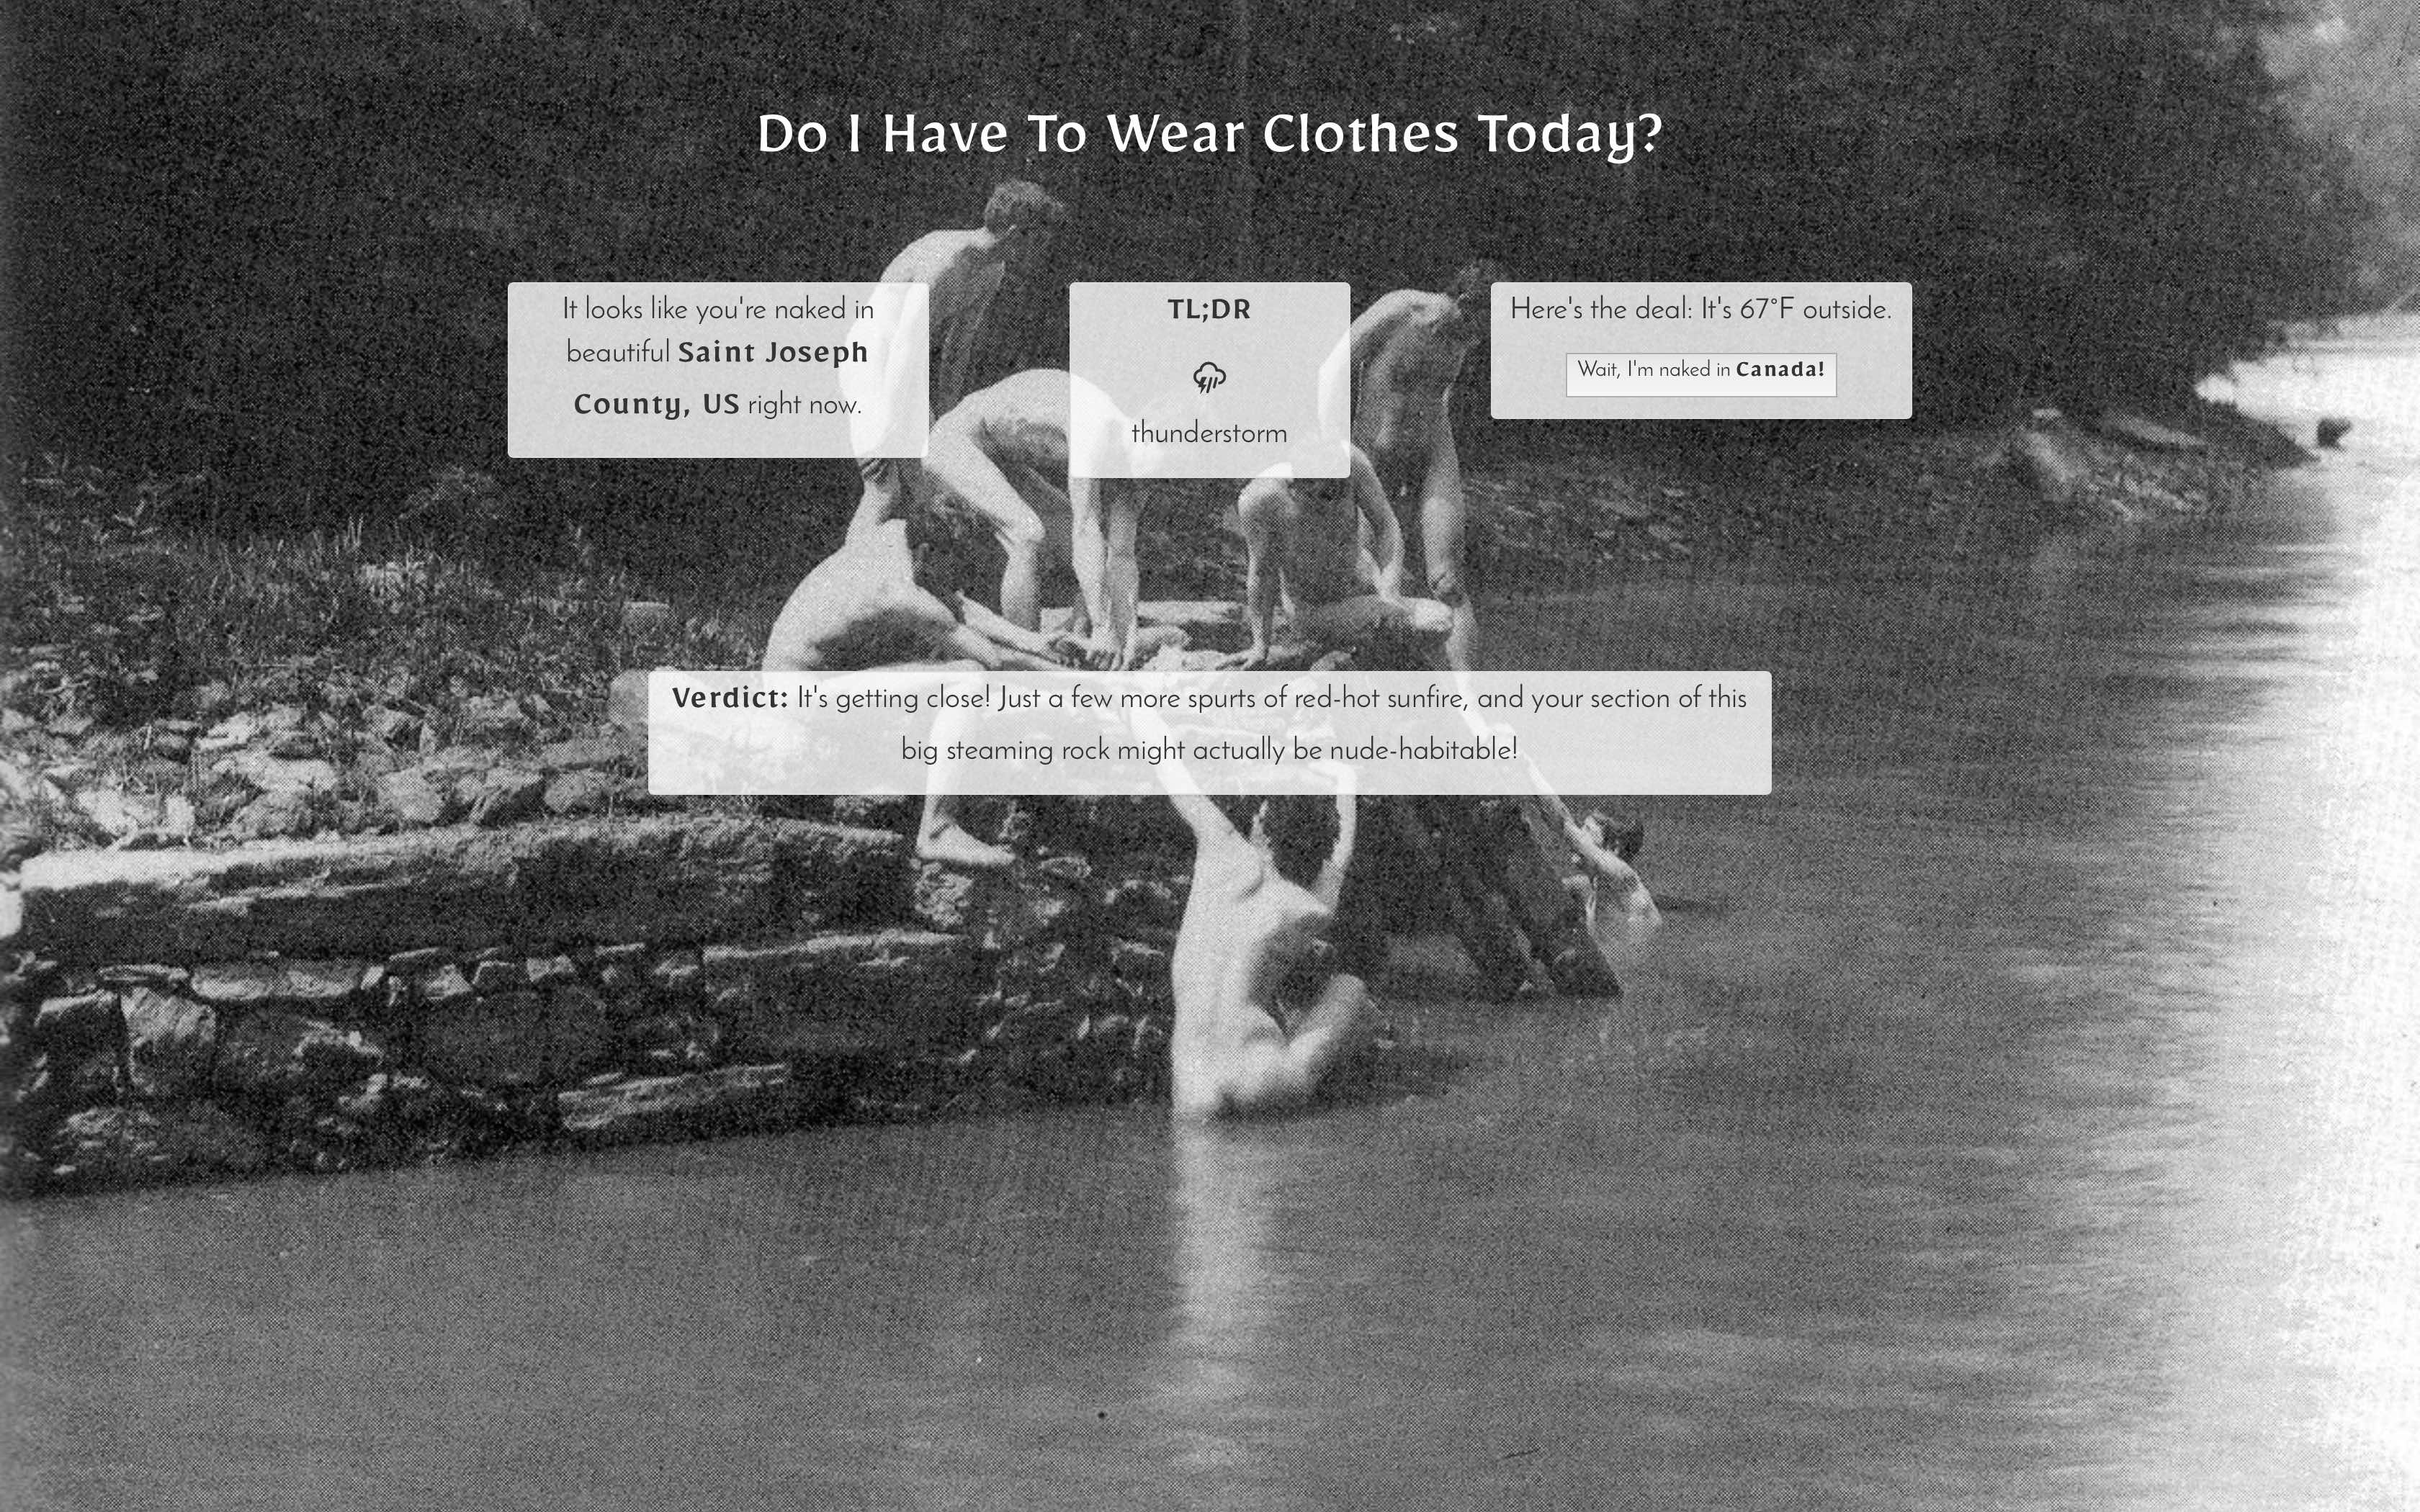 Do I Have To Wear Clothes Today?
It looks like you're naked in
beautiful Saint Joseph
County, US right now.
TL;DR
thunderstorm
Here's the deal: It's 67°F outside.
Wait, I'm naked in Canada!
Verdict: It's getting close! Just a few more spurts of red-hot sunfire, and your section of this
big steaming rock might actually be nude-habitable!